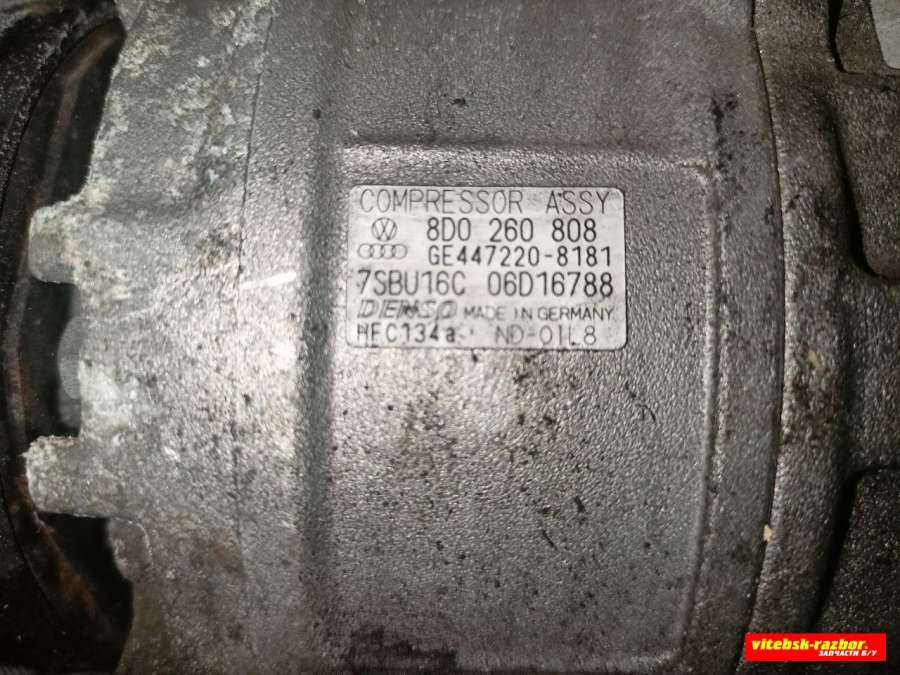 COMPRESSOR ASSY
8D0 260 808
GE447220-8181
7SBU16C 06D16788
DENSO MADE IN GERMANY
HFC134a ND-OIL8
vitebsk-razbor.
ЗАПЧАСТИ Б/У